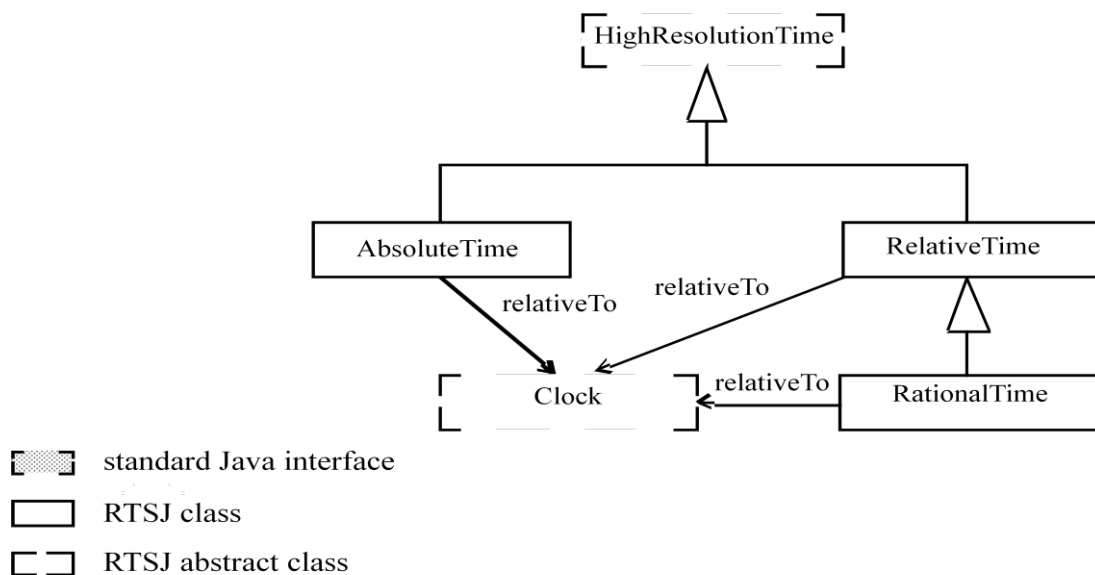 HighResolutionTime
AbsoluteTime
RelativeTime
relativeTo
relativeTo
Clock
relativeTo
RationalTime
standard Java interface
RTSJ class
RTSJ abstract class